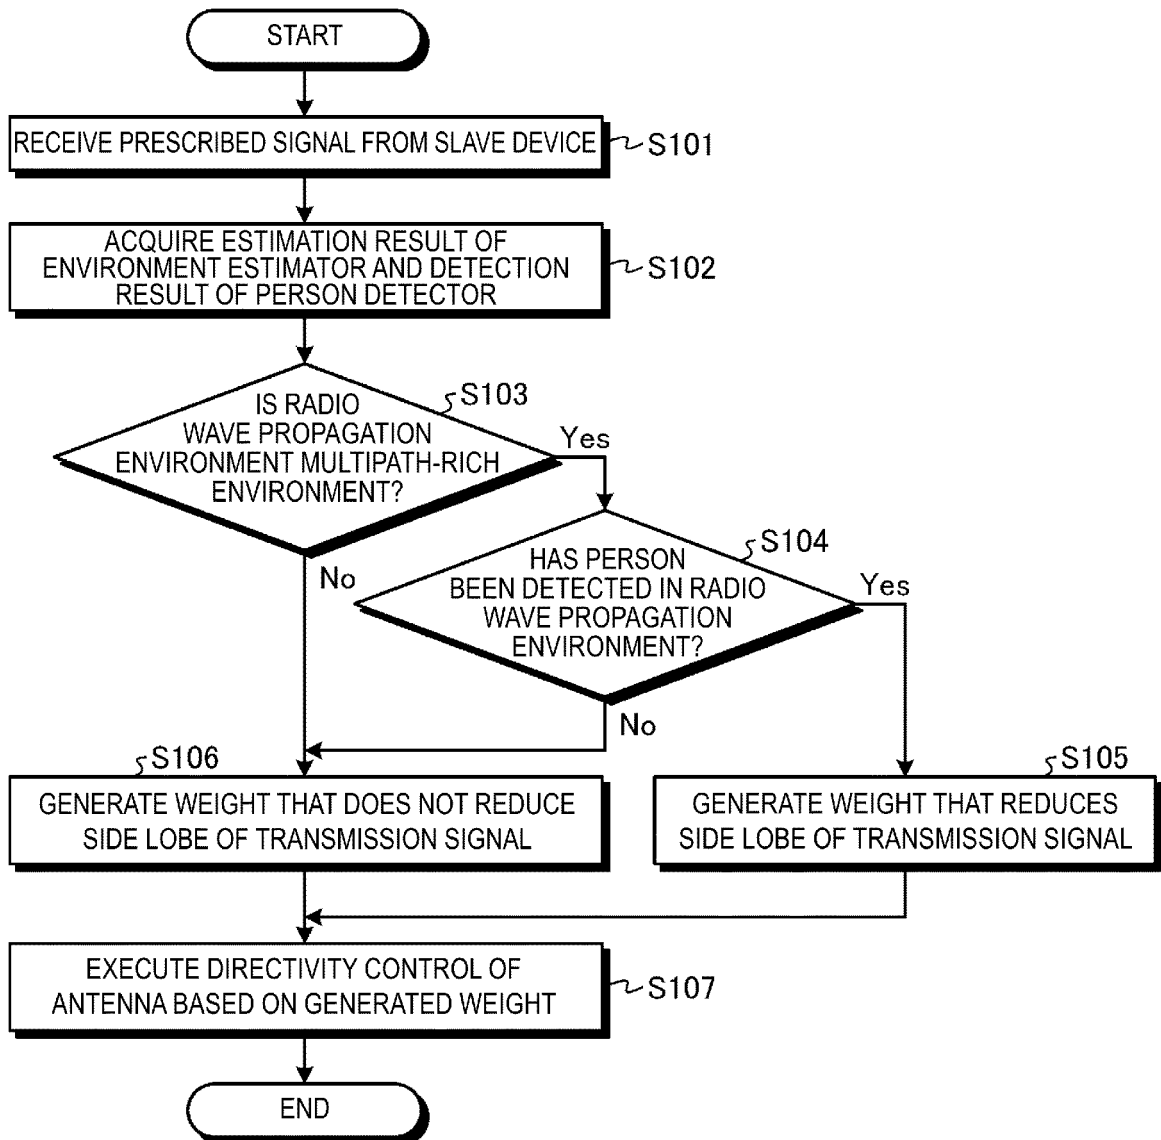 START
RECEIVE PRESCRIBED SIGNAL FROM SLAVE DEVICE
S101
ACQUIRE ESTIMATION RESULT OF
ENVIRONMENT ESTIMATOR AND DETECTION
RESULT OF PERSON DETECTOR
S102
IS RADIO
WAVE PROPAGATION
ENVIRONMENT MULTIPATH-RICH
ENVIRONMENT?
S103
Yes
No
HAS PERSON
BEEN DETECTED IN RADIO
WAVE PROPAGATION
ENVIRONMENT?
S104
Yes
No
S106
GENERATE WEIGHT THAT DOES NOT REDUCE
SIDE LOBE OF TRANSMISSION SIGNAL
S105
GENERATE WEIGHT THAT REDUCES
SIDE LOBE OF TRANSMISSION SIGNAL
EXECUTE DIRECTIVITY CONTROL OF
ANTENNA BASED ON GENERATED WEIGHT
S107
END